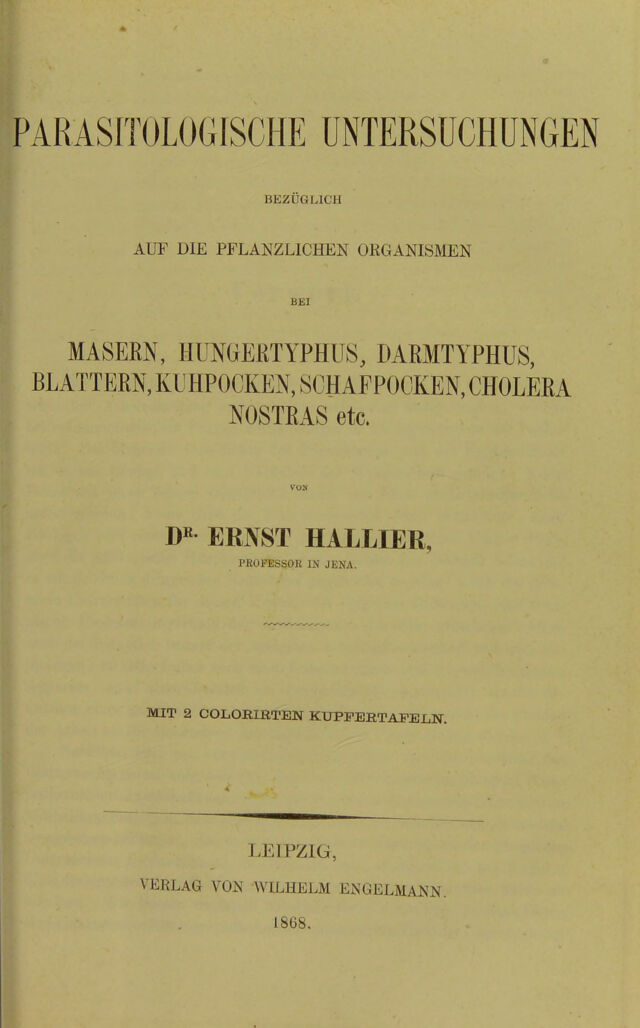 PARASITOLOGISCHE UNTERSUCHUNGEN
BEZÜGLICH
AUF DIE PFLANZLICHEN ORGANISMEN
BEI
MASERN, HUNGERTYPHUS, DARMTYPHUS,
BLATTERN, KUHPOCKEN, SCHAFPOCKEN, CHOLERA
NOSTRAS etc.
VON
DR. ERNST HALLIER,
PROFESSOR IN JENA.
MIT 2 COLORIRTEN KUPFERTAFELN.
LEIPZIG,
VERLAG VON WILHELM ENGELMANN.
1868.